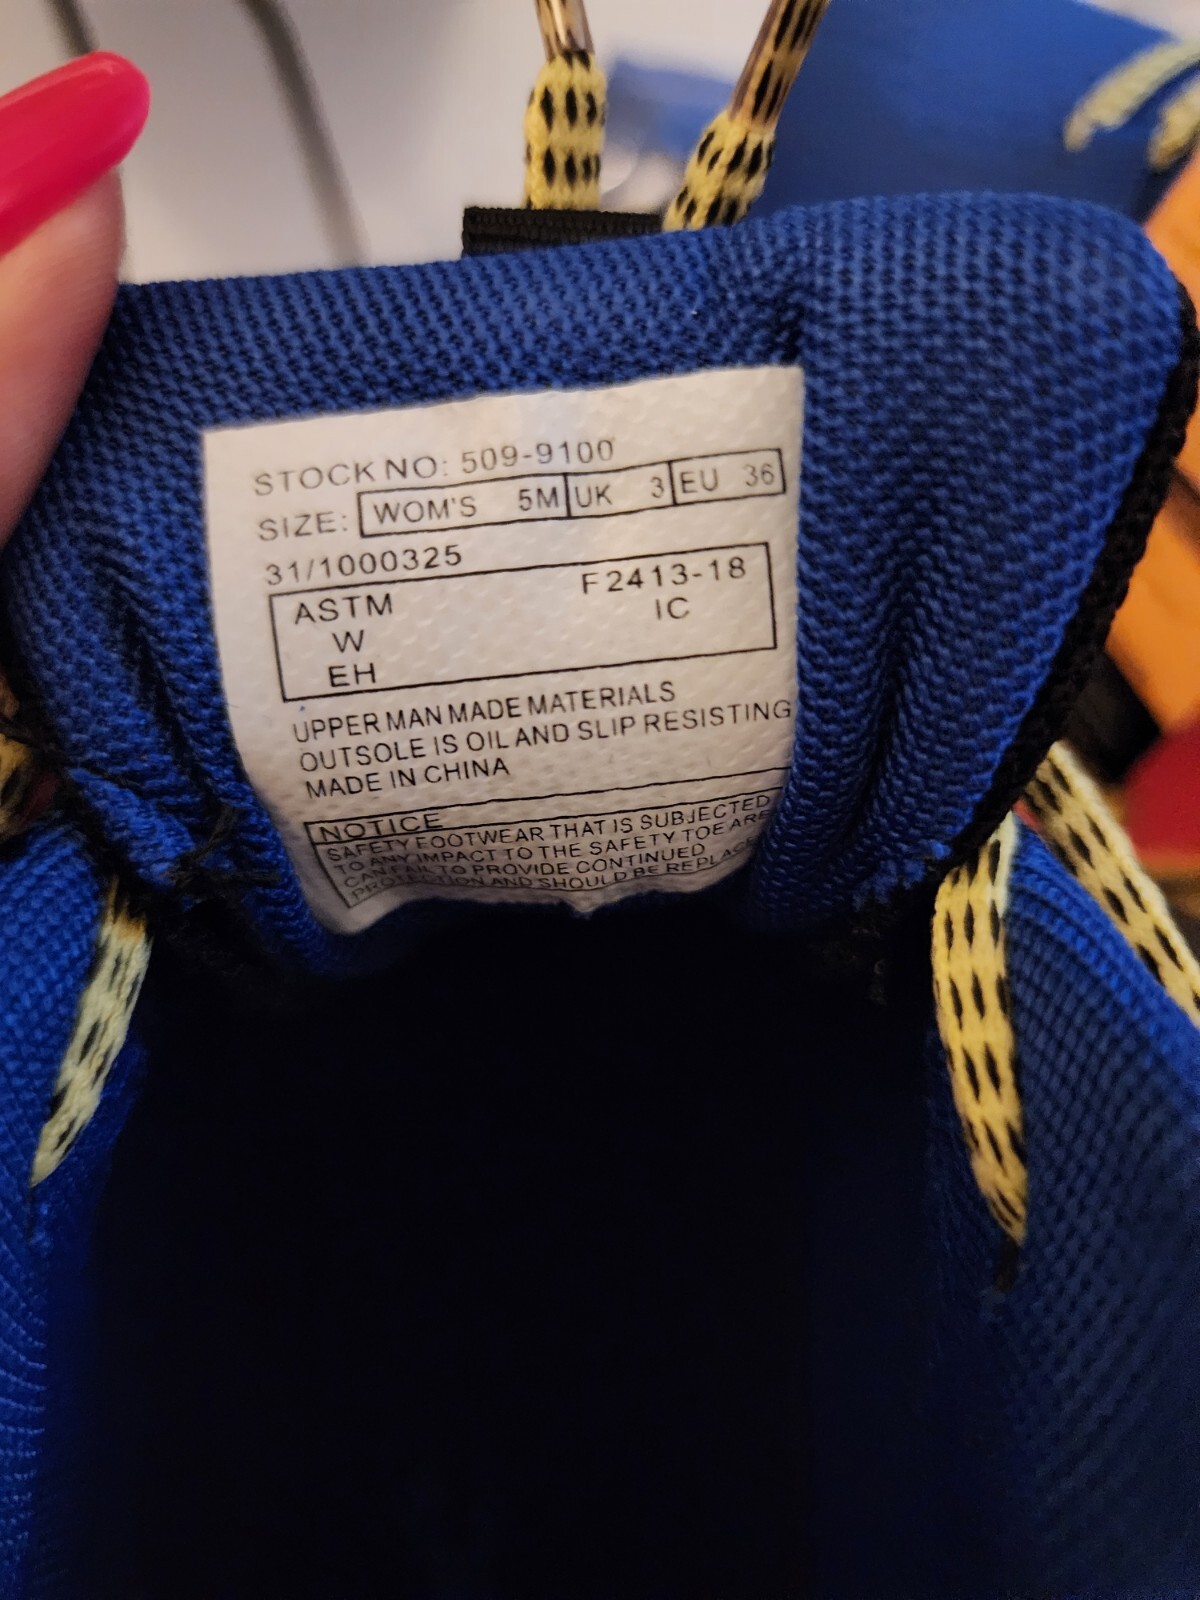 STOCK NO: 509-9100
SIZE: WOM'S 5M UK 3 EU 36
31/1000325
ASTM F2413-18
W IC
EH
UPPER MAN MADE MATERIALS
OUTSOLE IS OIL AND SLIP RESISTING
MADE IN CHINA
NOTICE
SAFETY FOOTWEAR THAT IS SUBJECTED
TO ANY IMPACT TO THE SAFETY TOE ARE
CAN FAIL TO PROVIDE CONTINUED
PROTECTION AND SHOULD BE REPLAC